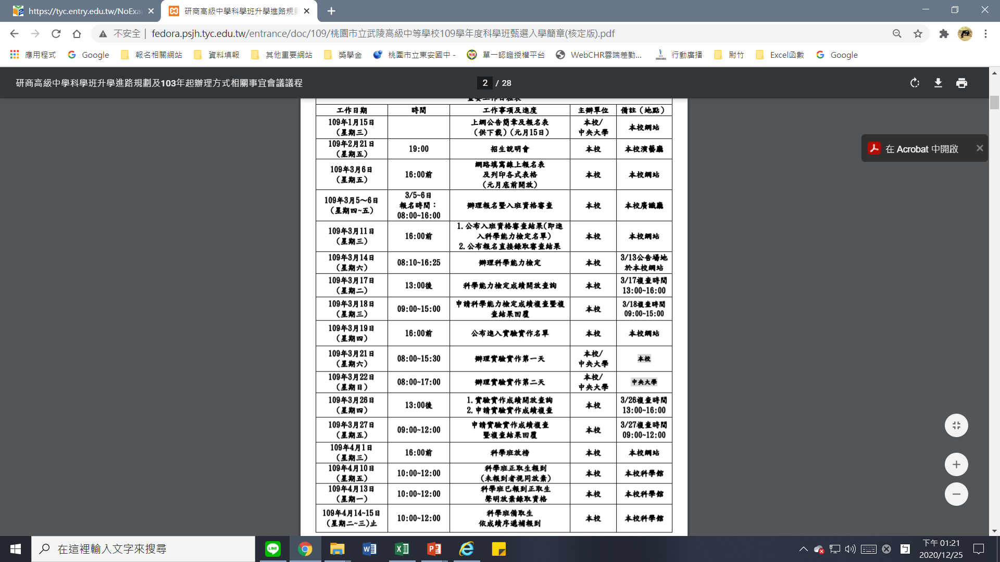 https://tyc.entry.edu.tw/NoExa
研商高級中學科學班升學進路規劃
不安全 | fedora.psjh.tyc.edu.tw/entrance/doc/109/桃園市立武陵高級中等學校109學年度科學班甄選入學簡章(核定版).pdf
應用程式 Google 報名相關網站 資料填報 其他重要網站 獎學金 桃園市立東安國中 - 單一認證授權平台 WebCHR雲端差勤... 行動廣播 尉竹 Excel函數 Google
研商高級中學科學班升學進路規劃及103年起辦理方式相關事宜會議議程
2 / 28
在 Acrobat 中開啟
重要工作日程表
工作日期 時間 工作事項及進度 主辦單位 備註（地點）
109年1月15日
（星期三）
上網公告簡章及報名表
（供下載）（元月15日）
本校/
中央大學
本校網站
109年2月21日
（星期五）
19:00
招生說明會
本校
本校演藝廳
109年3月6日
（星期五）
16:00前
網路填寫線上報名表
及列印各式表格
（元月底前開放）
本校
本校網站
109年3月5～6日
（星期四~五）
3/5~6日
報名時間：
08:00~16:00
辦理報名暨入班資格審查
本校
本校廣識廳
109年3月11日
（星期三）
16:00前
1.公布入班資格審查結果(即進
入科學能力檢定名單)
2.公布報名直接錄取審查結果
本校
本校網站
109年3月14日
（星期六）
08:10~16:25
辦理科學能力檢定
本校
3/13公告場地
於本校網站
109年3月17日
（星期二）
13:00後
科學能力檢定成績開放查詢
本校
3/17複查時間
13:00~16:00
109年3月18日
（星期三）
09:00~15:00
申請科學能力檢定成績複查暨複
查結果回覆
本校
3/18複查時間
09:00~15:00
109年3月19日
（星期四）
16:00前
公布進入實驗實作名單
本校
本校網站
109年3月21日
（星期六）
08:00~15:30
辦理實驗實作第一天
本校/
中央大學
本校
109年3月22日
（星期日）
08:00~17:00
辦理實驗實作第二天
本校/
中央大學
中央大學
109年3月26日
（星期四）
13:00後
1.實驗實作成績開放查詢
2.申請實驗實作成績複查
本校
3/26複查時間
13:00~16:00
109年3月27日
（星期五）
09:00~12:00
申請實驗實作成績複查
暨複查結果回覆
本校
3/27複查時間
09:00~12:00
109年4月1日
（星期三）
16:00前
科學班放榜
本校
本校網站
109年4月10日
（星期五）
10:00~12:00
科學班正取生報到
（未報到者視同放棄）
本校
本校科學館
109年4月13日
（星期一）
10:00~12:00
科學班已報到正取生
聲明放棄錄取資格
本校
本校科學館
109年4月14~15日
（星期二~三)止
10:00~12:00
科學班備取生
依成績序遞補報到
本校
本校科學館
在這裡輸入文字來搜尋
下午 01:21
2020/12/25